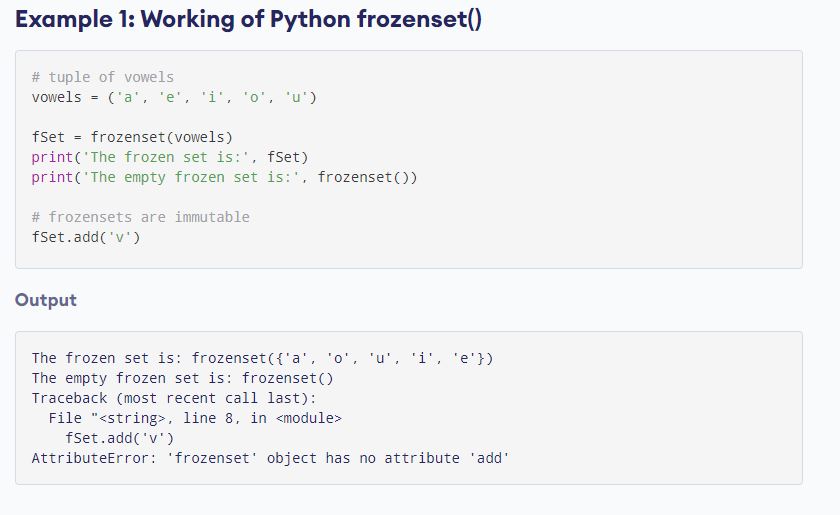 Example 1: Working of Python frozenset()
# tuple of vowels
vowels = ('a', 'e', 'i', 'o', 'u')
fSet = frozenset(vowels)
print('The frozen set is:', fSet)
print('The empty frozen set is:', frozenset())
# frozensets are immutable
fSet.add('v')
Output
The frozen set is: frozenset({'a', 'o', 'u', 'i', 'e'})
The empty frozen set is: frozenset()
Traceback (most recent call last):
  File "<string>, line 8, in <module>
    fSet.add('v')
AttributeError: 'frozenset' object has no attribute 'add'